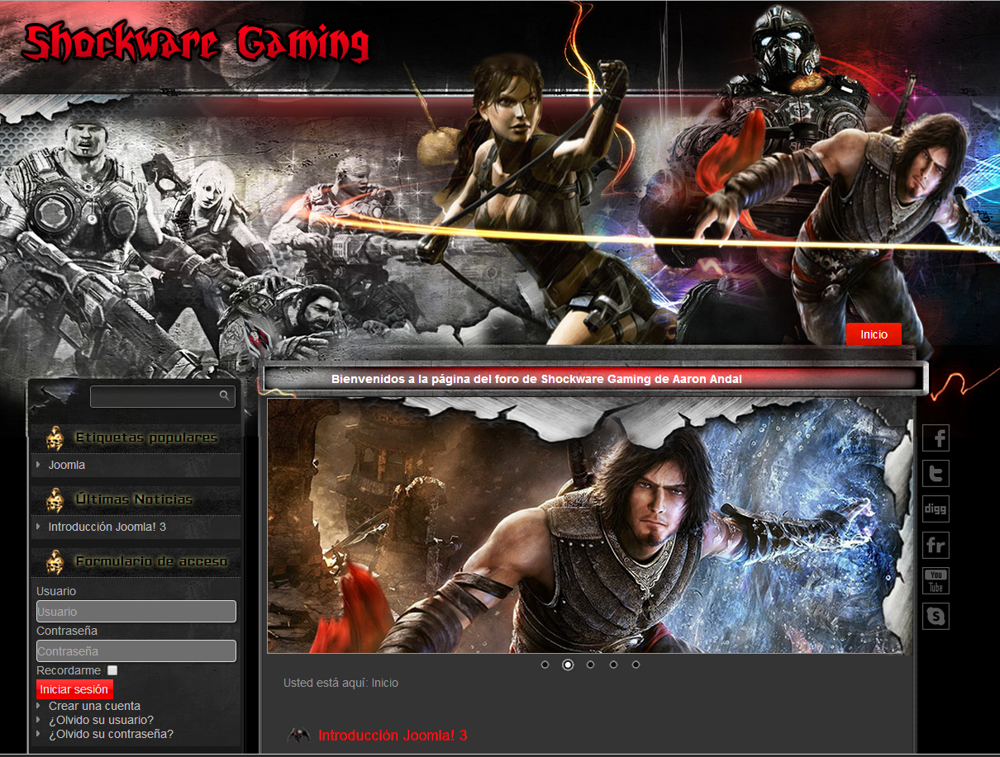 Shockware Gaming
Inicio
Bienvenidos a la página del foro de Shockware Gaming de Aaron Andal
Etiquetas populares
Joomla
Últimas Noticias
Introducción Joomla! 3
Formulario de acceso
Usuario
Usuario
Contraseña
Contraseña
Recordarme
Iniciar sesión
Crear una cuenta
¿Olvido su usuario?
¿Olvido su contraseña?
Usted está aquí: Inicio
Introducción Joomla! 3
f
t
digg
fr
You
Tube
S